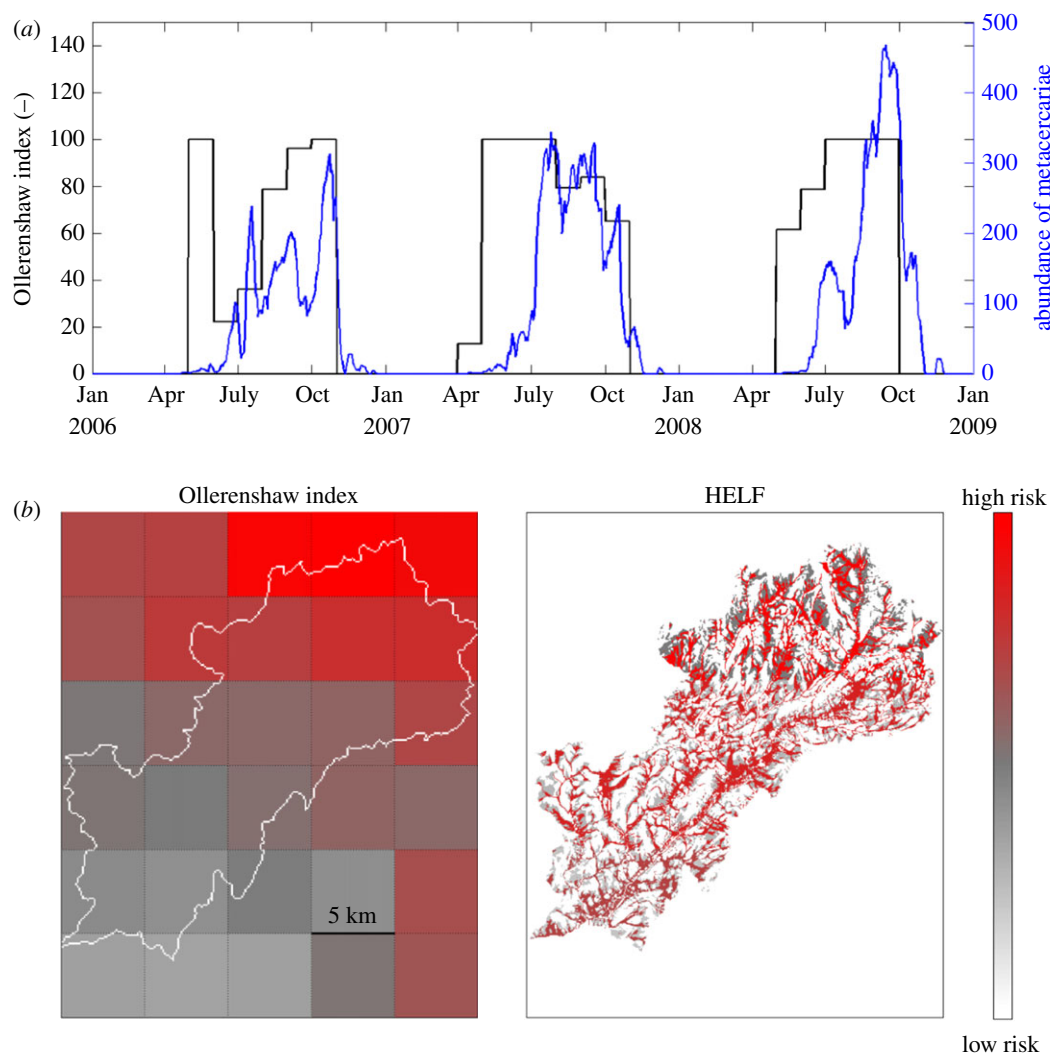 (a)
Ollerenshaw index (–)
140
120
100
80
60
40
20
0
500
400
300
200
100
0
abundance of metacercariae
Jan Apr July Oct Jan Apr July Oct Jan Apr July Oct Jan
2006 2007 2008 2009
(b)
Ollerenshaw index HELF high risk
5 km
low risk